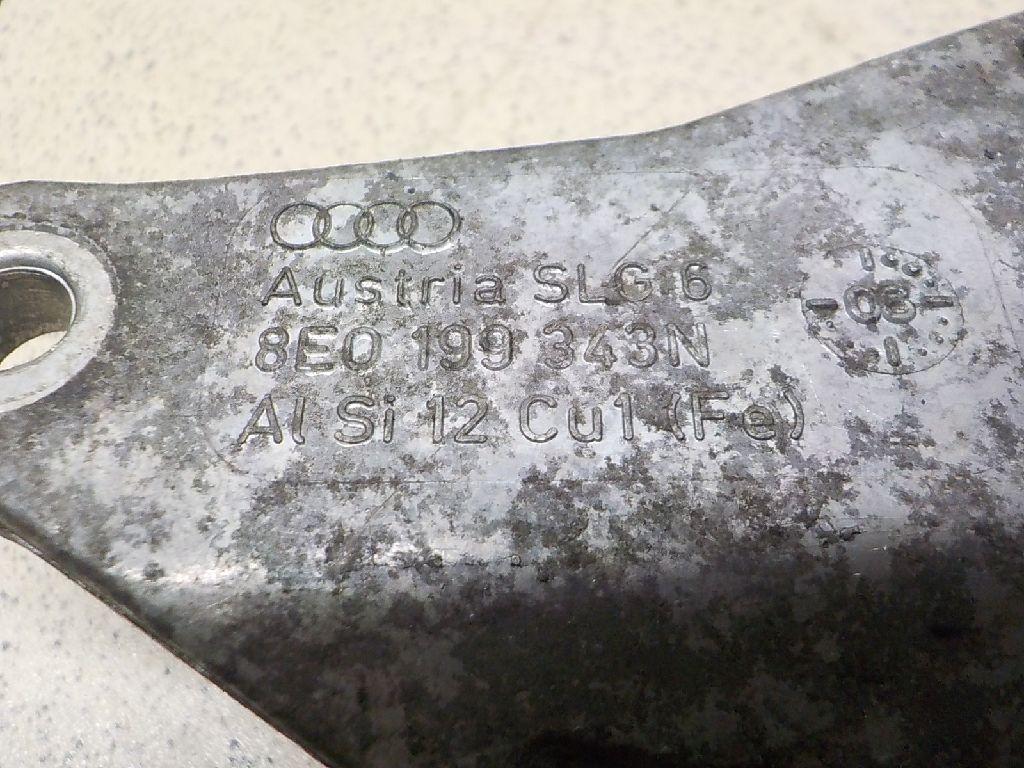 Austria SLG 6
8E0 199 343N
Al Si 12 Cu1 (Fe)
03